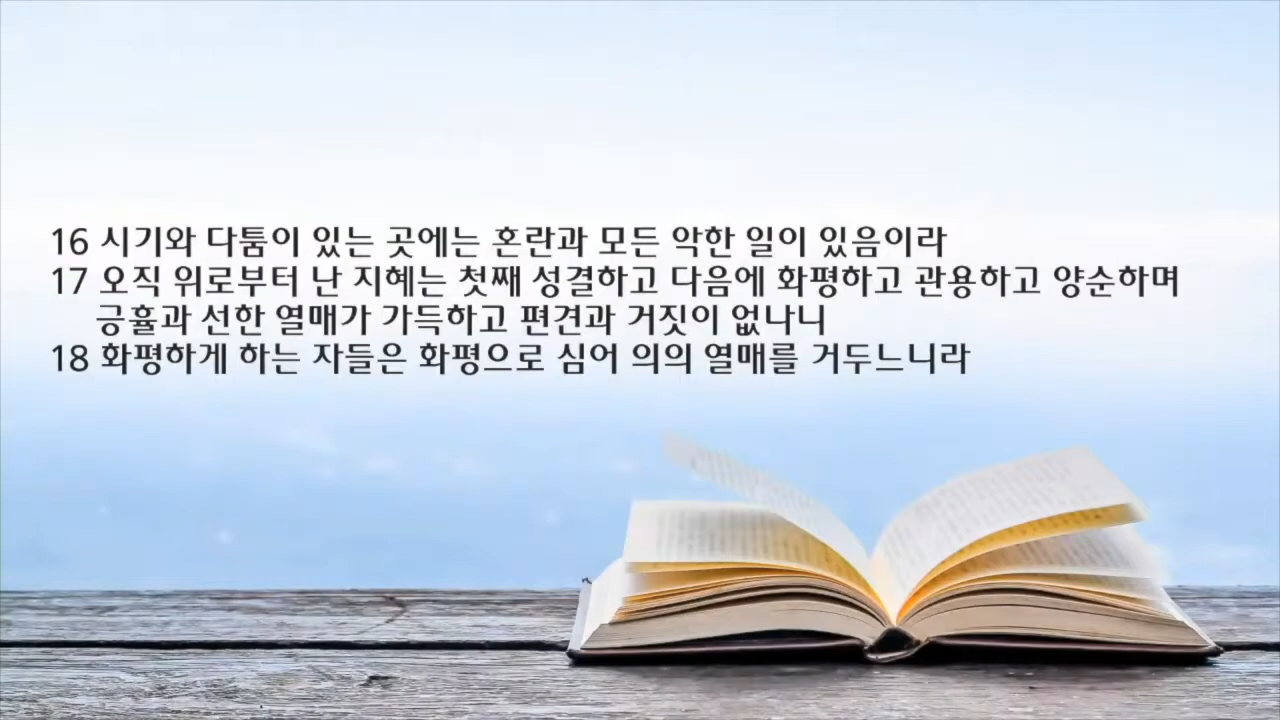 16 시기와 다툼이 있는 곳에는 혼란과 모든 악한 일이 있음이라
17 오직 위로부터 난 지혜는 첫째 성결하고 다음에 화평하고 관용하고 양순하며
긍휼과 선한 열매가 가득하고 편견과 거짓이 없나니
18 화평하게 하는 자들은 화평으로 심어 의의 열매를 거두느니라